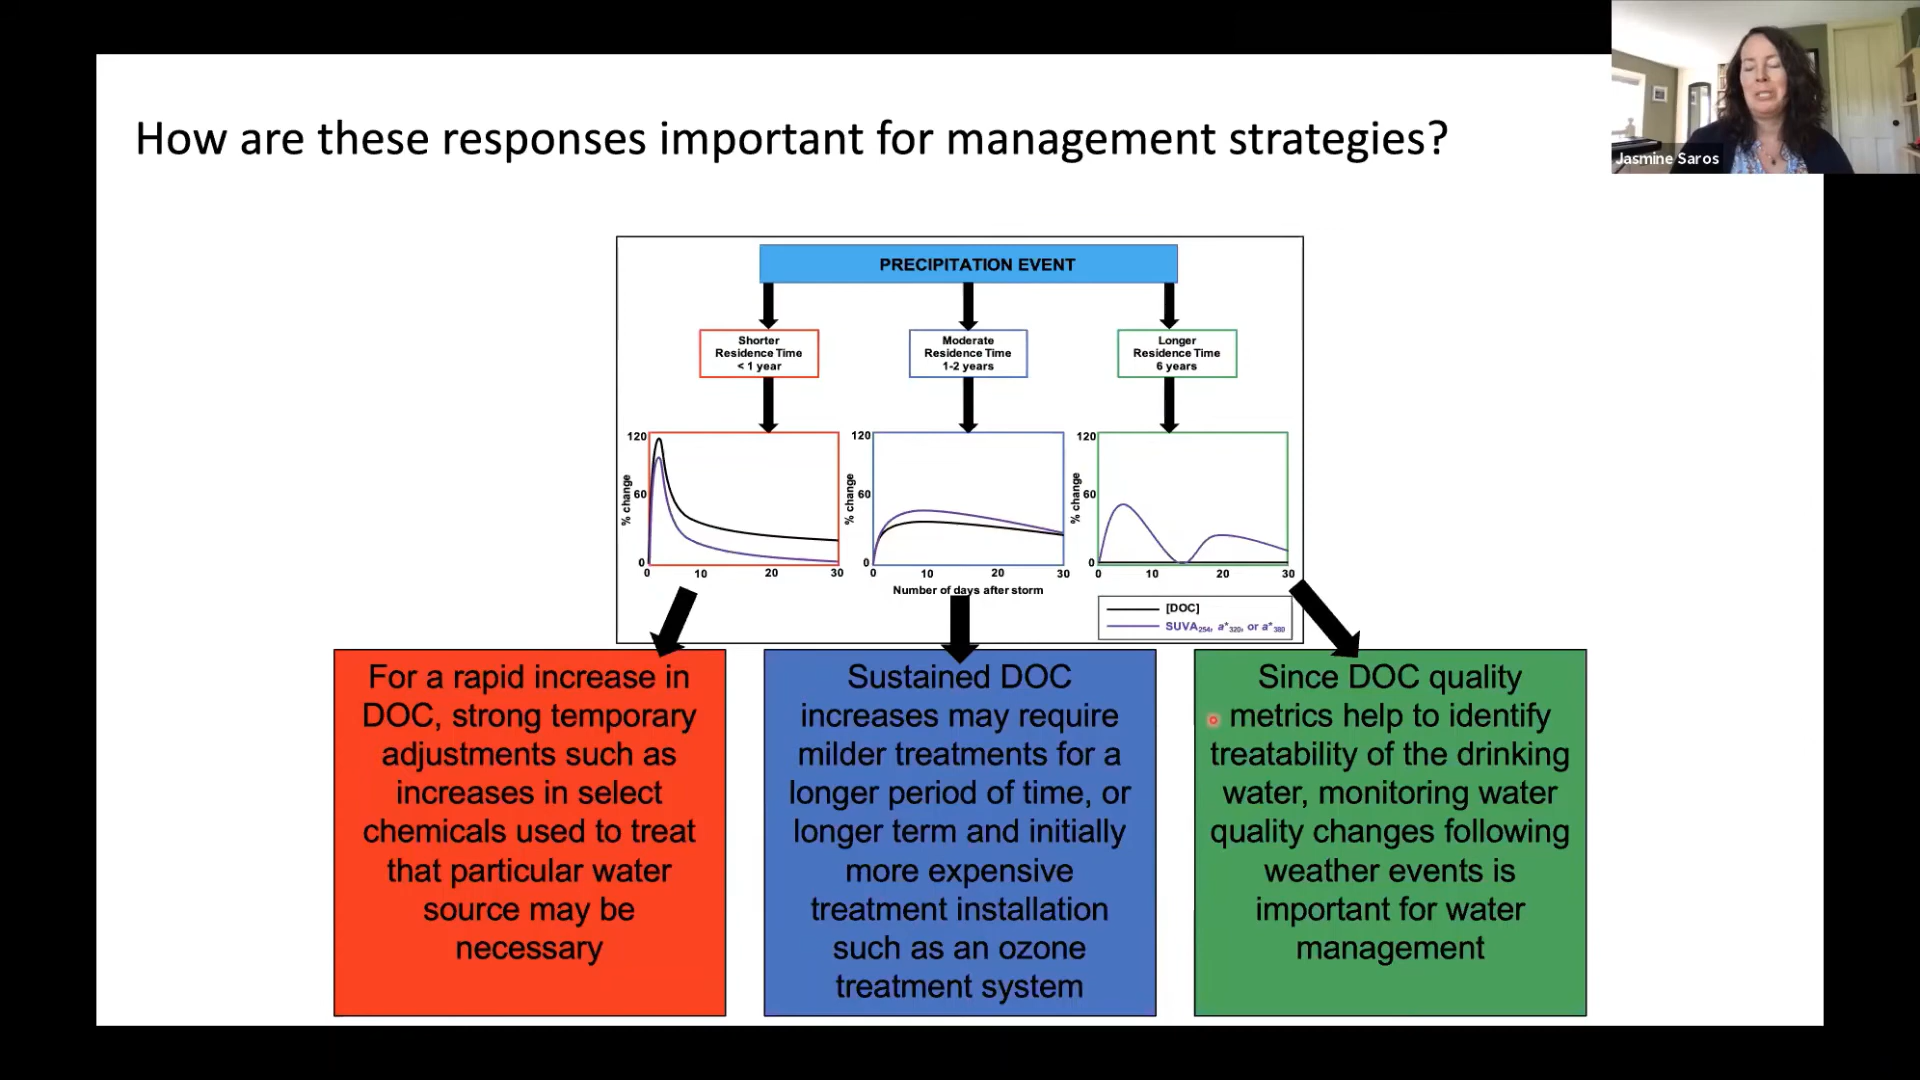 Jasmine Saros
How are these responses important for management strategies?
PRECIPITATION EVENT
Shorter
Residence Time
< 1 year
Moderate
Residence Time
1-2 years
Longer
Residence Time
6 years
120
60
0
% change
0 10 20 30
120
60
0
% change
0 10 20 30
120
60
0
% change
0 10 20 30
Number of days after storm
[DOC]
SUVA254, a*320, or a*380
For a rapid increase in
DOC, strong temporary
adjustments such as
increases in select
chemicals used to treat
that particular water
source may be
necessary
Sustained DOC
increases may require
milder treatments for a
longer period of time, or
longer term and initially
more expensive
treatment installation
such as an ozone
treatment system
Since DOC quality
metrics help to identify
treatability of the drinking
water, monitoring water
quality changes following
weather events is
important for water
management